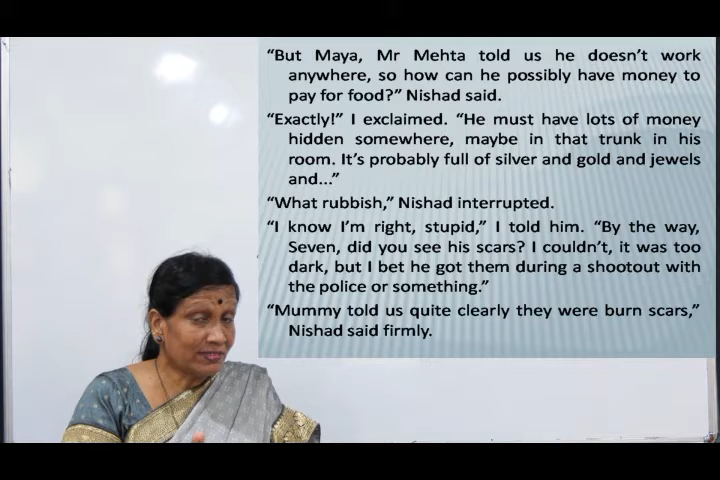 “But Maya, Mr Mehta told us he doesn’t work
anywhere, so how can he possibly have money to
pay for food?” Nishad said.
“Exactly!” I exclaimed. “He must have lots of money
hidden somewhere, maybe in that trunk in his
room. It’s probably full of silver and gold and jewels
and...”
“What rubbish,” Nishad interrupted.
“I know I’m right, stupid,” I told him. “By the way,
Seven, did you see his scars? I couldn’t, it was too
dark, but I bet he got them during a shootout with
the police or something.”
“Mummy told us quite clearly they were burn scars,”
Nishad said firmly.